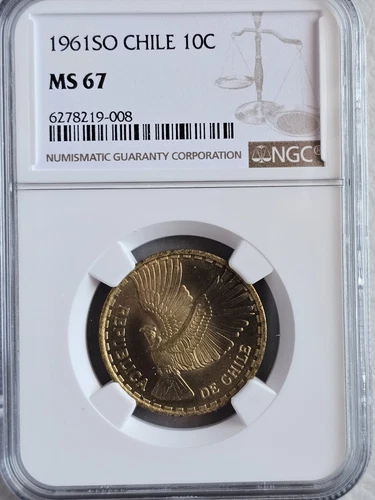 1961SO CHILE 10C
MS 67
6278219-008
NUMISMATIC GUARANTY CORPORATION NGC®
REPUBLICA
DE CHILE